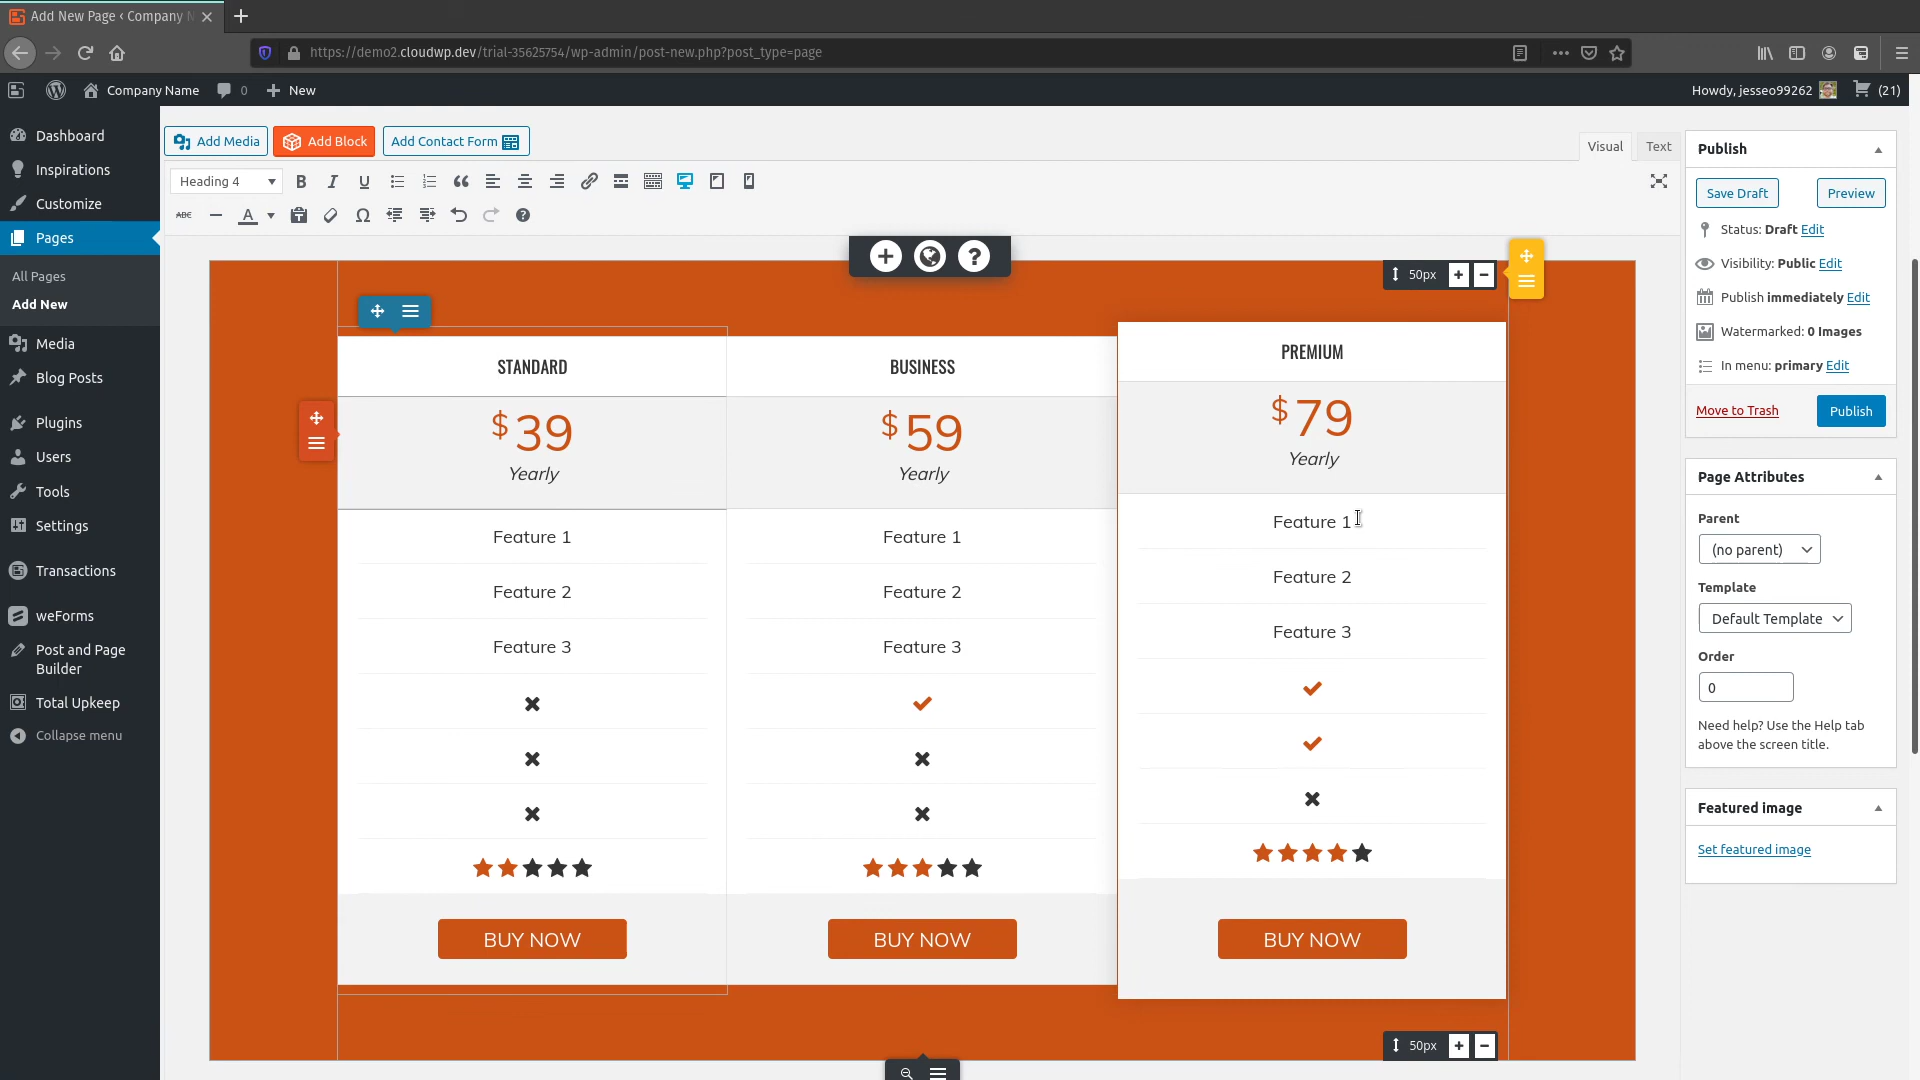 Add New Page ‹ Company N
https://demo2.cloudwp.dev/trial-35625754/wp-admin/post-new.php?post_type=page
Company Name
0
New
Howdy, jesseo99262
(21)
Dashboard
Inspirations
Customize
Pages
All Pages
Add New
Media
Blog Posts
Plugins
Users
Tools
Settings
Transactions
weForms
Post and Page
Builder
Total Upkeep
Collapse menu
Add Media
Add Block
Add Contact Form
Visual
Text
Heading 4
B
I
U
ABC
A
Ω
?
50px
STANDARD
$39
Yearly
Feature 1
Feature 2
Feature 3
BUY NOW
BUSINESS
$59
Yearly
Feature 1
Feature 2
Feature 3
BUY NOW
PREMIUM
$79
Yearly
Feature 1
Feature 2
Feature 3
BUY NOW
50px
Publish
Save Draft
Preview
Status: Draft Edit
Visibility: Public Edit
Publish immediately Edit
Watermarked: 0 Images
In menu: primary Edit
Move to Trash
Publish
Page Attributes
Parent
(no parent)
Template
Default Template
Order
0
Need help? Use the Help tab
above the screen title.
Featured image
Set featured image